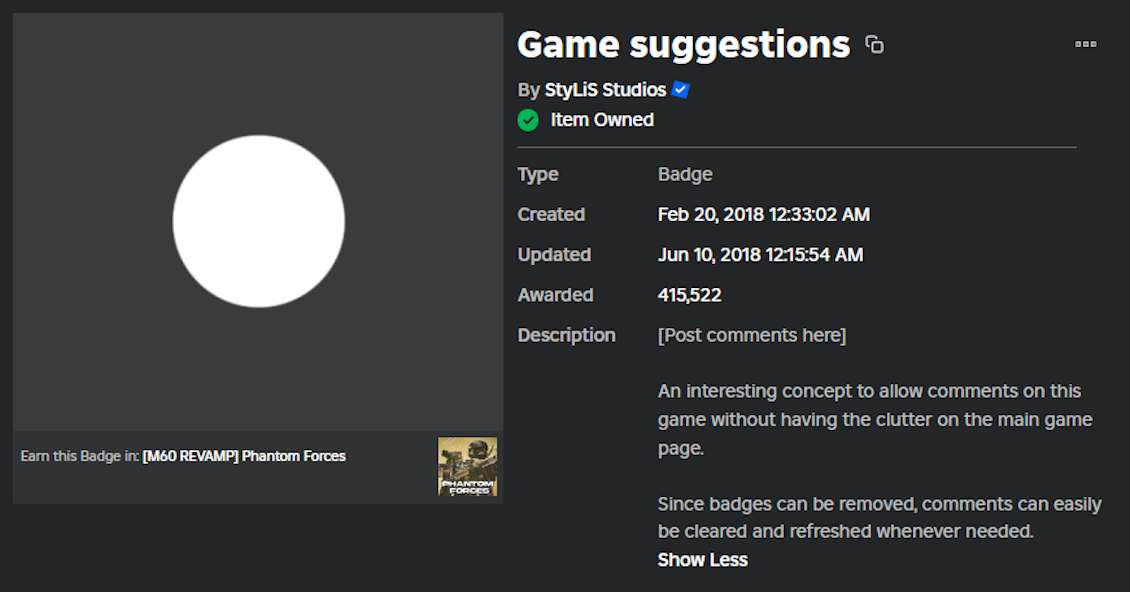 Game suggestions
By StyLiS Studios
Item Owned
Type Badge
Created Feb 20, 2018 12:33:02 AM
Updated Jun 10, 2018 12:15:54 AM
Awarded 415,522
Description [Post comments here]
An interesting concept to allow comments on this
game without having the clutter on the main game
page.
Since badges can be removed, comments can easily
be cleared and refreshed whenever needed.
Show Less
Earn this Badge in: [M60 REVAMP] Phantom Forces
PHANTOM
FORCES